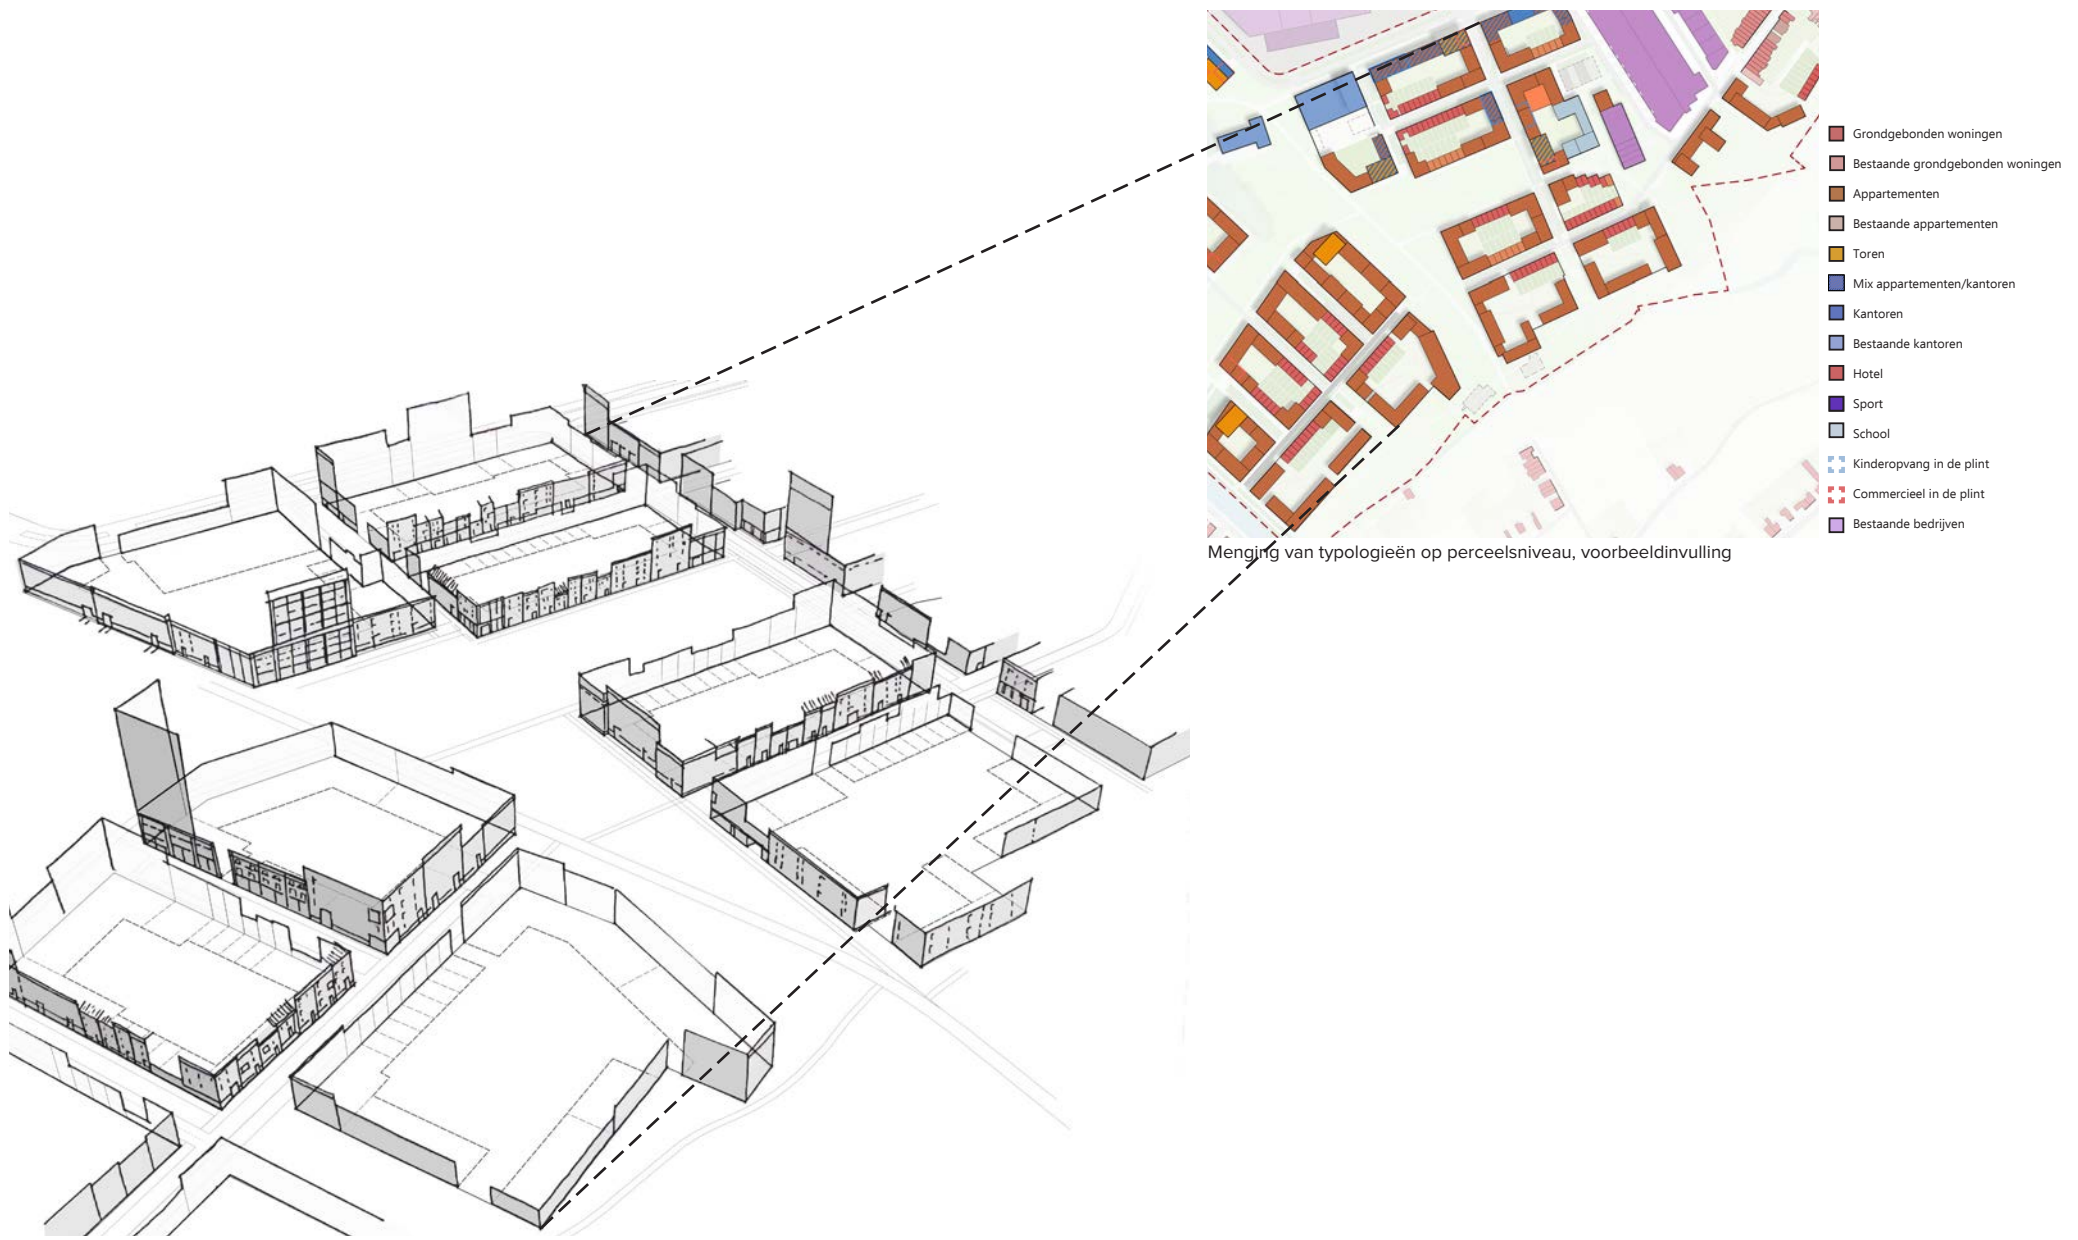 Grondgebonden woningen
Bestaande grondgebonden woningen
Appartementen
Bestaande appartementen
Toren
Mix appartementen/kantoren
Kantoren
Bestaande kantoren
Hotel
Sport
School
Kinderopvang in de plint
Commercieel in de plint
Bestaande bedrijven
Menging van typologieën op perceelsniveau, voorbeeldinvulling